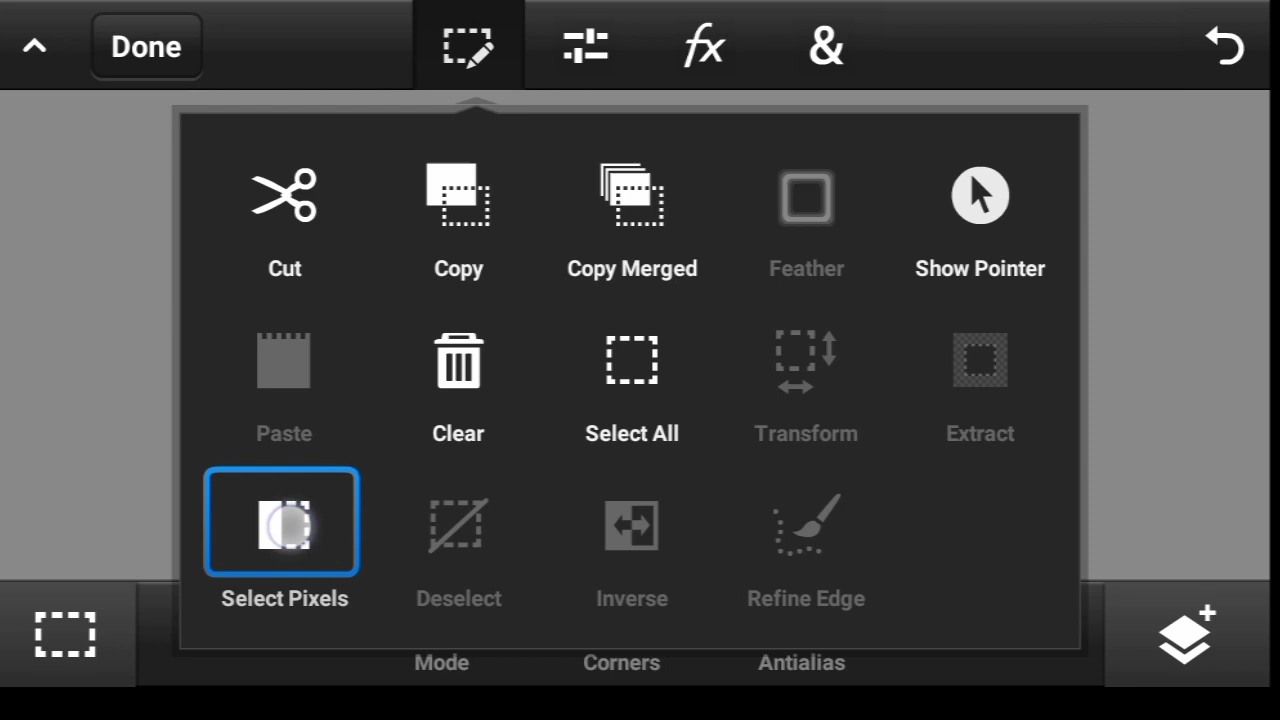 Done
fx
&
Cut
Copy
Copy Merged
Feather
Show Pointer
Paste
Clear
Select All
Transform
Extract
Select Pixels
Deselect
Inverse
Refine Edge
Mode
Corners
Antialias